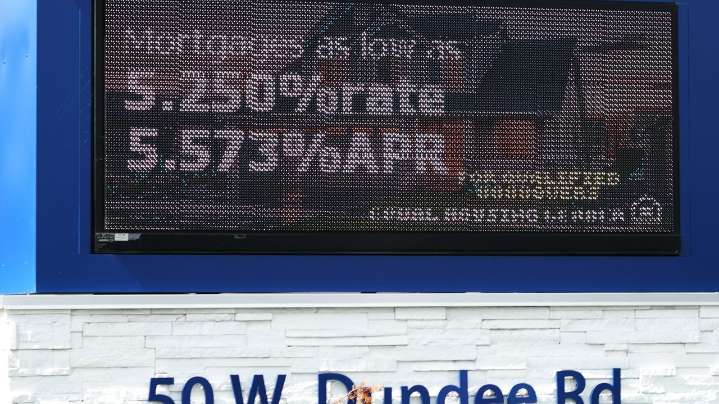 Mortgages as low as
5.250%rate
5.573%APR
FOR QUALIFIED
BORROWERS
EQUAL HOUSING LENDER
50 W. Dundee Rd